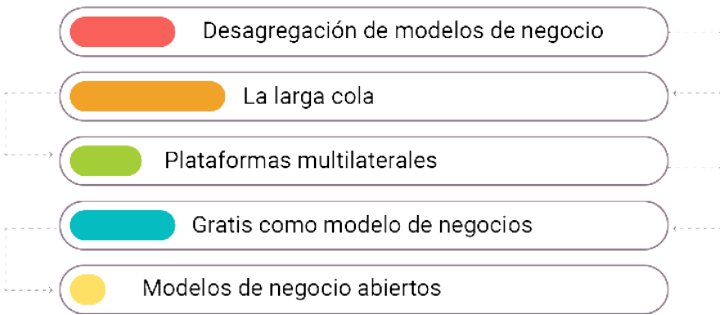 Desagregación de modelos de negocio
La larga cola
Plataformas multilaterales
Gratis como modelo de negocios
Modelos de negocio abiertos